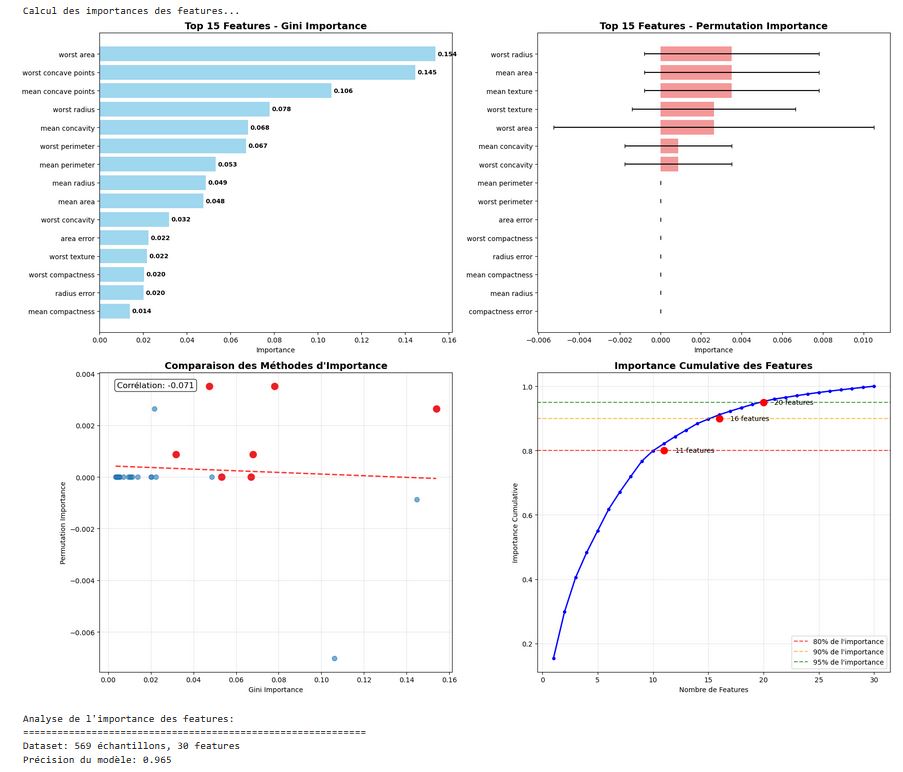 Calcul des importances des features...
Top 15 Features - Gini Importance
worst area
0.154
worst concave points
0.145
mean concave points
0.106
worst radius
0.078
mean concavity
0.068
worst perimeter
0.067
mean perimeter
0.053
mean radius
0.049
mean area
0.048
worst concavity
0.032
area error
0.022
worst texture
0.022
worst compactness
0.020
radius error
0.020
mean compactness
0.014
0.00 0.02 0.04 0.06 0.08 0.10 0.12 0.14 0.16
Importance
Top 15 Features - Permutation Importance
worst radius
mean area
mean texture
worst texture
worst area
mean concavity
worst concavity
mean perimeter
worst perimeter
area error
worst compactness
radius error
mean compactness
mean radius
compactness error
−0.006 −0.004 −0.002 0.000 0.002 0.004 0.006 0.008 0.010
Importance
Comparaison des Méthodes d'Importance
Corrélation: -0.071
0.004
0.002
0.000
−0.002
−0.004
−0.006
Permutation Importance
0.00 0.02 0.04 0.06 0.08 0.10 0.12 0.14 0.16
Gini Importance
Importance Cumulative des Features
1.0
0.8
0.6
0.4
0.2
Importance Cumulative
20 features
16 features
11 features
80% de l'importance
90% de l'importance
95% de l'importance
0 5 10 15 20 25 30
Nombre de Features
Analyse de l'importance des features:
============================================================
Dataset: 569 échantillons, 30 features
Précision du modèle: 0.965